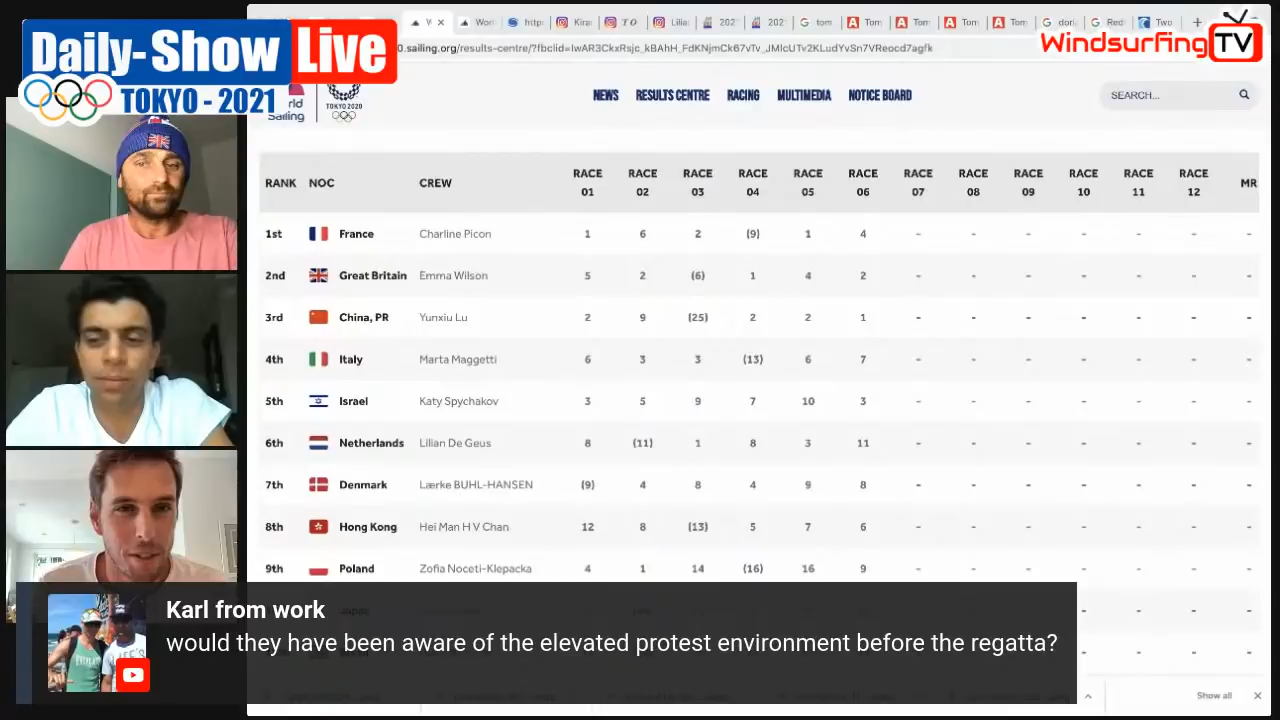 Daily-Show Live
TOKYO - 2021
WindsurfingTV
0.sailing.org/results-centre/?fbclid=IwAR3CkxRsjc_kBAhH_FdKNjmCk67vTv_JMlcUTv2KLudYvSn7VReocd7agfk
Sailing
TOKYO 2020
NEWS RESULTS CENTRE RACING MULTIMEDIA NOTICE BOARD
SEARCH...
RANK NOC CREW RACE 01 RACE 02 RACE 03 RACE 04 RACE 05 RACE 06 RACE 07 RACE 08 RACE 09 RACE 10 RACE 11 RACE 12 MR
1st France Charline Picon 1 6 2 (9) 1 4 - - - - - - -
2nd Great Britain Emma Wilson 5 2 (6) 1 4 2 - - - - - - -
3rd China, PR Yunxiu Lu 2 9 (25) 2 2 1 - - - - - - -
4th Italy Marta Maggetti 6 3 3 (13) 6 7 - - - - - - -
5th Israel Katy Spychakov 3 5 9 7 10 3 - - - - - - -
6th Netherlands Lilian De Geus 8 (11) 1 8 3 11 - - - - - - -
7th Denmark Lærke BUHL-HANSEN (9) 4 8 4 9 8 - - - - - - -
8th Hong Kong Hei Man H V Chan 12 8 (13) 5 7 6 - - - - - - -
9th Poland Zofia Noceti-Klepacka 4 1 14 (16) 16 9 - - - - - - -
Karl from work
would they have been aware of the elevated protest environment before the regatta?
Show all